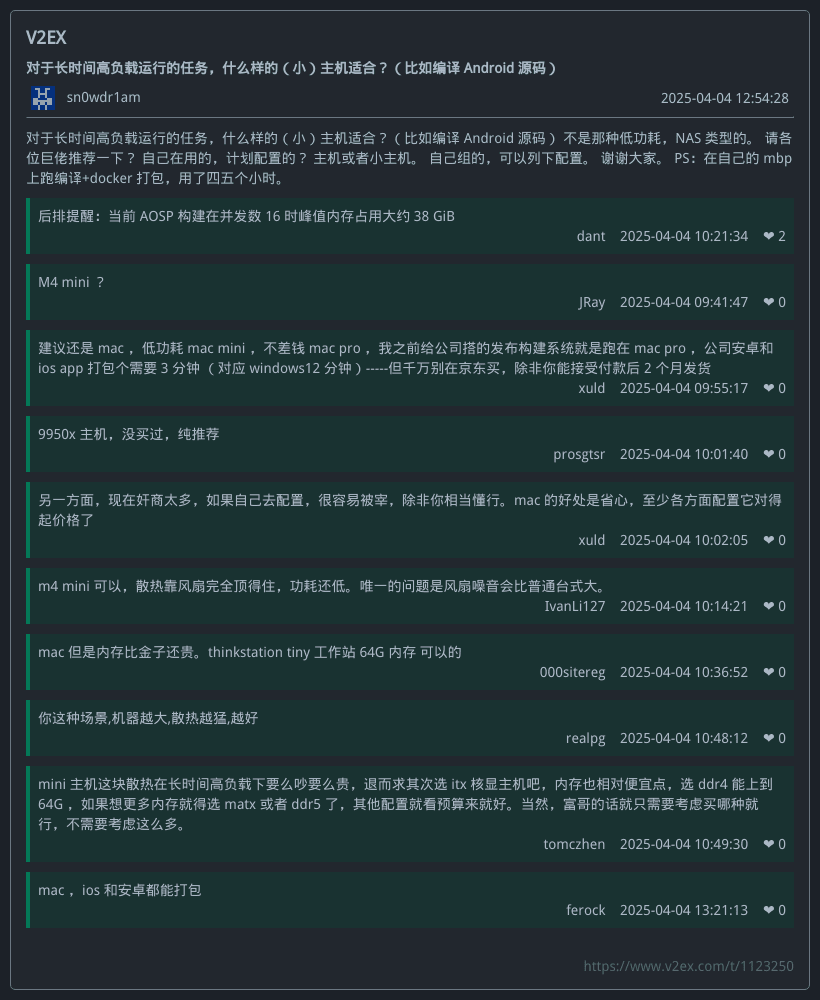 V2EX
对于长时间高负载运行的任务，什么样的（小）主机适合？（比如编译 Android 源码）
sn0wdr1am
2025-04-04 12:54:28
对于长时间高负载运行的任务，什么样的（小）主机适合？（比如编译 Android 源码） 不是那种低功耗，NAS 类型的。 请各
位巨佬推荐一下？ 自己在用的，计划配置的？ 主机或者小主机。 自己组的，可以列下配置。 谢谢大家。 PS：在自己的 mbp
上跑编译+docker 打包，用了四五个小时。
后排提醒：当前 AOSP 构建在并发数 16 时峰值内存占用大约 38 GiB
dant 2025-04-04 10:21:34 ❤ 2
M4 mini ？
JRay 2025-04-04 09:41:47 ❤ 0
建议还是 mac ，低功耗 mac mini ，不差钱 mac pro ，我之前给公司搭的发布构建系统就是跑在 mac pro ，公司安卓和
ios app 打包个需要 3 分钟 （对应 windows12 分钟）-----但千万别在京东买，除非你能接受付款后 2 个月发货
xuld 2025-04-04 09:55:17 ❤ 0
9950x 主机，没买过，纯推荐
prosgtsr 2025-04-04 10:01:40 ❤ 0
另一方面，现在奸商太多，如果自己去配置，很容易被宰，除非你相当懂行。mac 的好处是省心，至少各方面配置它对得
起价格了
xuld 2025-04-04 10:02:05 ❤ 0
m4 mini 可以，散热靠风扇完全顶得住，功耗还低。唯一的问题是风扇噪音会比普通台式大。
IvanLi127 2025-04-04 10:14:21 ❤ 0
mac 但是内存比金子还贵。thinkstation tiny 工作站 64G 内存 可以的
000sitereg 2025-04-04 10:36:52 ❤ 0
你这种场景,机器越大,散热越猛,越好
realpg 2025-04-04 10:48:12 ❤ 0
mini 主机这块散热在长时间高负载下要么吵要么贵，退而求其次选 itx 核显主机吧，内存也相对便宜点，选 ddr4 能上到
64G ，如果想更多内存就得选 matx 或者 ddr5 了，其他配置就看预算来就好。当然，富哥的话就只需要考虑买哪种就
行，不需要考虑这么多。
tomczhen 2025-04-04 10:49:30 ❤ 0
mac ，ios 和安卓都能打包
ferock 2025-04-04 13:21:13 ❤ 0
https://www.v2ex.com/t/1123250